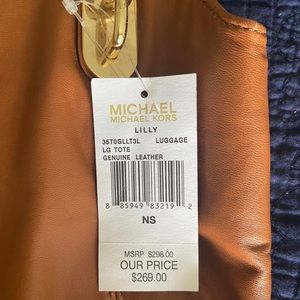 MICHAEL
MICHAEL KORS
LILLY
35T0GLLT3L LUGGAGE
LG TOTE
GENUINE LEATHER
8 85949 83219 2
NS
MSRP $298.00
OUR PRICE
$269.00